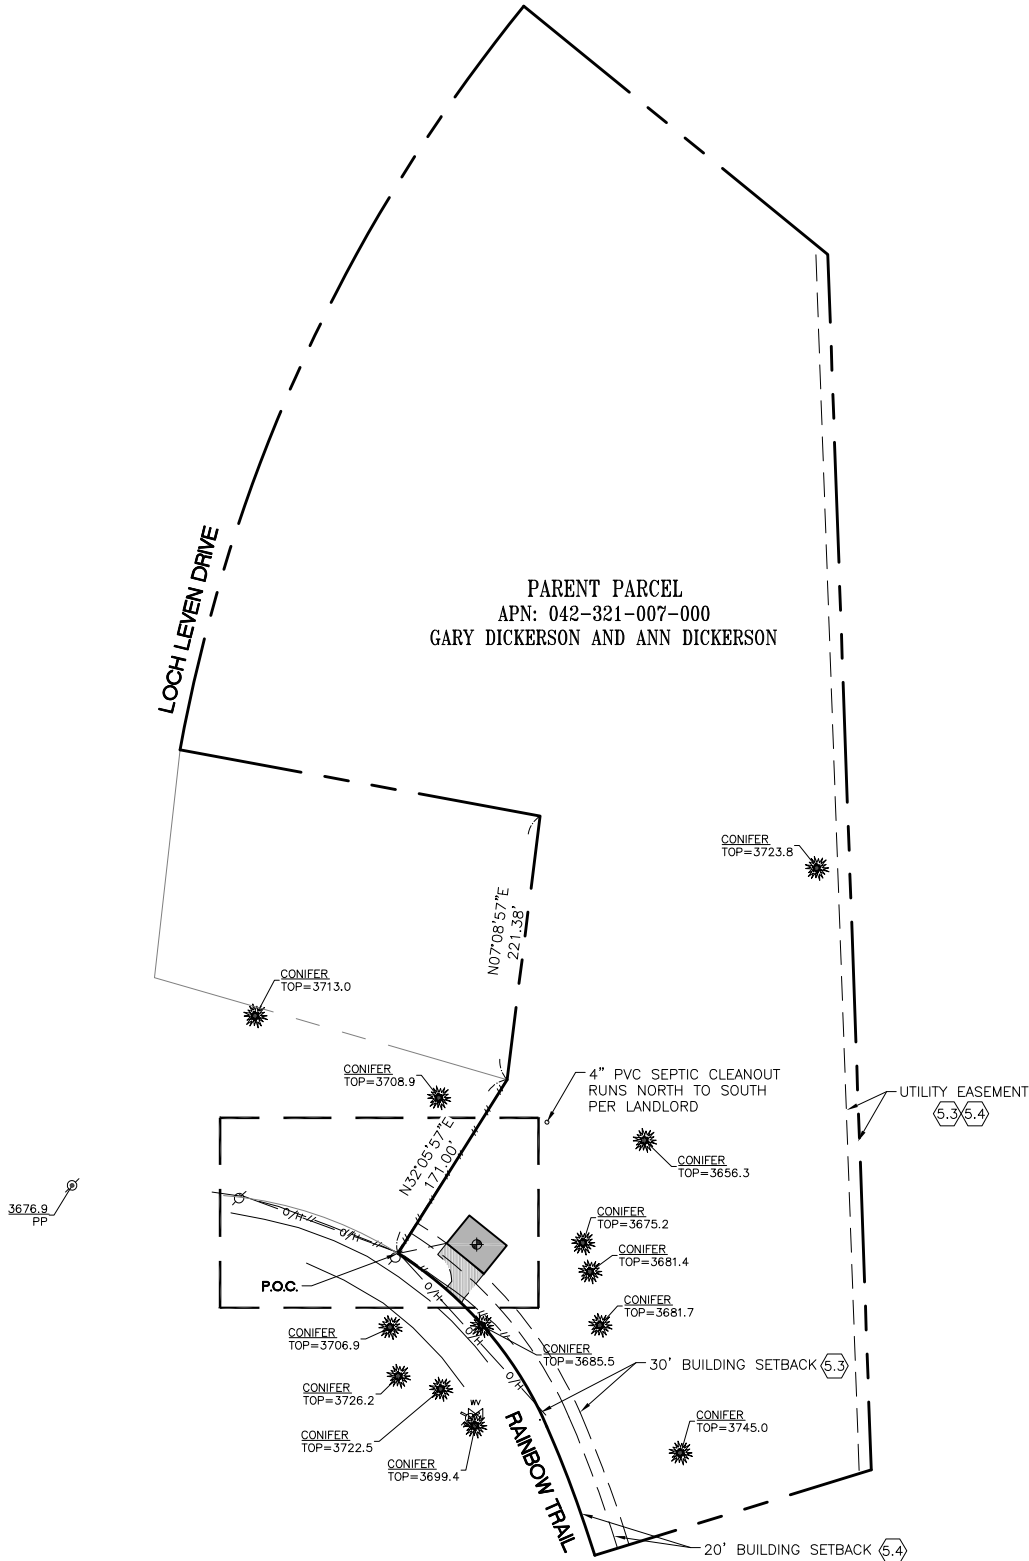 LOCH LEVEN DRIVE
PARENT PARCEL
APN: 042-321-007-000
GARY DICKERSON AND ANN DICKERSON
CONIFER
TOP=3723.8
N07°08'57"E
221.38'
CONIFER
TOP=3713.0
CONIFER
TOP=3708.9
4" PVC SEPTIC CLEANOUT
RUNS NORTH TO SOUTH
PER LANDLORD
UTILITY EASEMENT
5.3 5.4
N32°05'57"E
171.00'
CONIFER
TOP=3656.3
3676.9
PP
CONIFER
TOP=3675.2
O/H
O/H
CONIFER
TOP=3681.4
P.O.C.
O/H
CONIFER
TOP=3681.7
CONIFER
TOP=3706.9
O/H
CONIFER
TOP=3685.5
30' BUILDING SETBACK 5.3
O/H
CONIFER
TOP=3726.2
WV
CONIFER
TOP=3722.5
CONIFER
TOP=3745.0
CONIFER
TOP=3699.4
RAINBOW TRAIL
20' BUILDING SETBACK 5.4